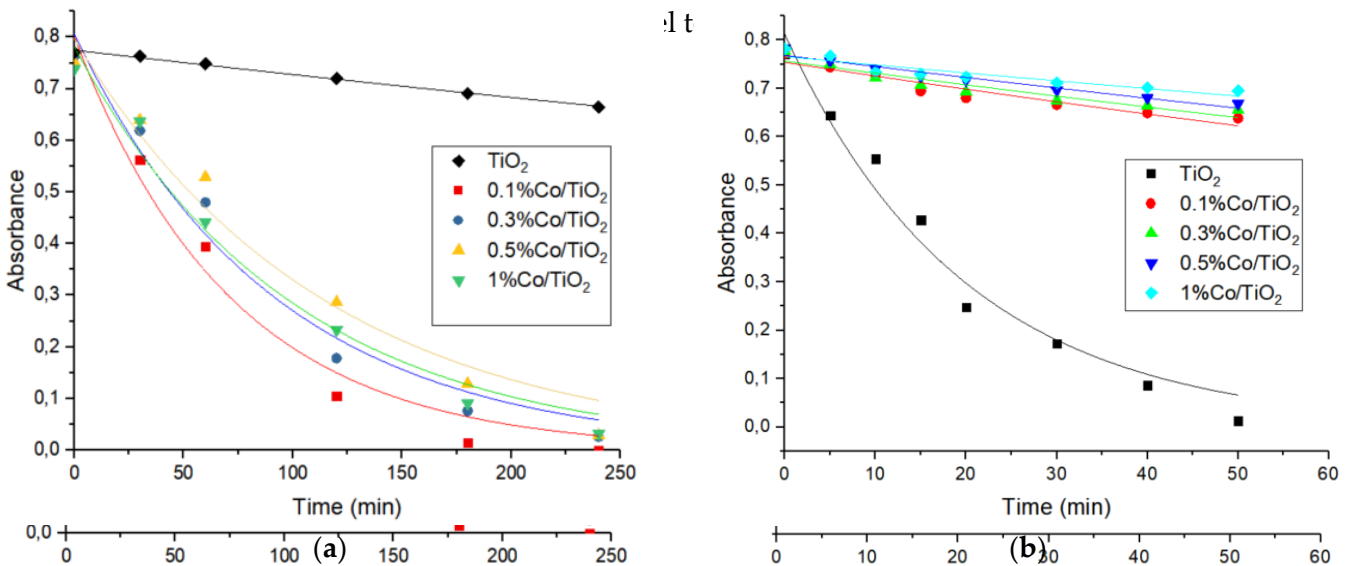 el t
0,8
0,7
0,6
0,5
0,4
0,3
0,2
0,1
0,0
Absorbance
TiO₂
0.1%Co/TiO₂
0.3%Co/TiO₂
0.5%Co/TiO₂
1%Co/TiO₂
0 50 100 150 200 250
Time (min)
0,0
0 50 100 150 200 250
(a)
0,8
0,7
0,6
0,5
0,4
0,3
0,2
0,1
0,0
Absorbance
TiO₂
0.1%Co/TiO₂
0.3%Co/TiO₂
0.5%Co/TiO₂
1%Co/TiO₂
0 10 20 30 40 50 60
Time (min)
0 10 20 30 40 50 60
(b)